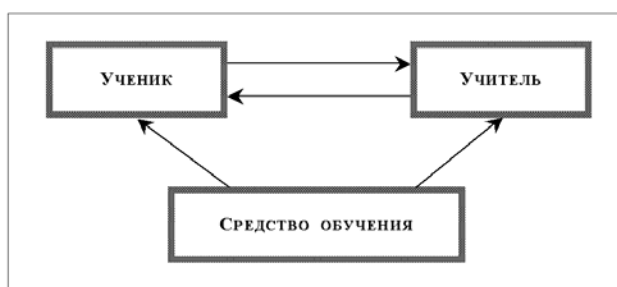 Ученик
Учитель
Средство обучения